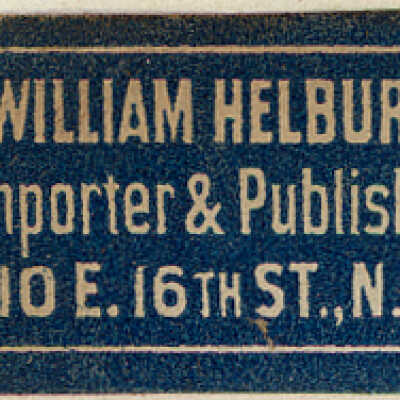 WILLIAM HELBUR
mporter & Publish
10 E. 16TH ST., N.